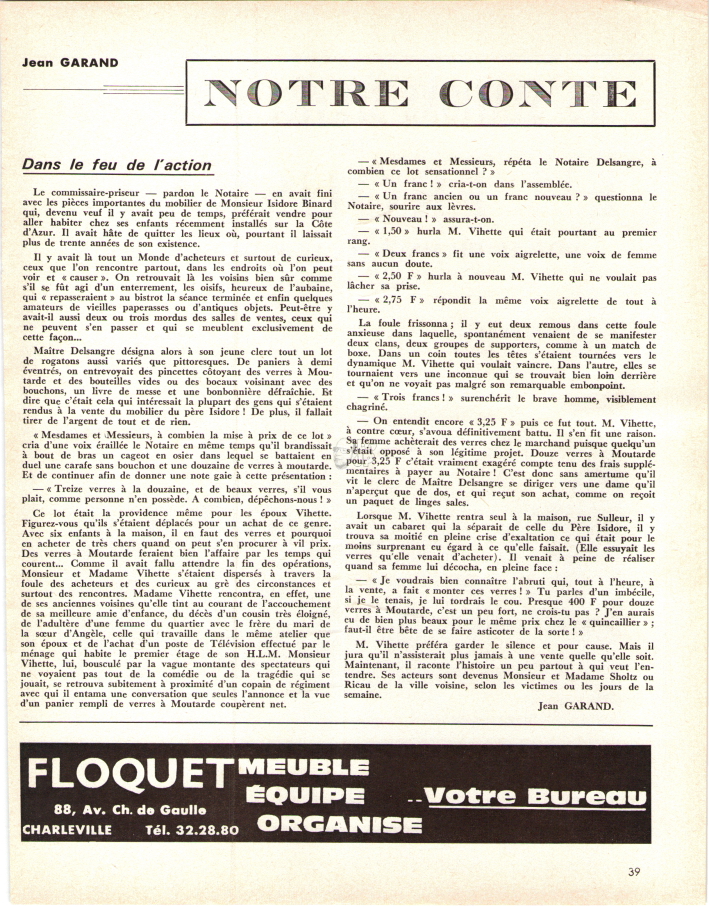 Jean GARAND
NOTRE CONTE
Dans le feu de l'action
Le commissaire-priseur — pardon le Notaire — en avait fini
avec les pièces importantes du mobilier de Monsieur Isidore Binard
qui, devenu veuf il y avait peu de temps, préférait vendre pour
aller habiter chez ses enfants récemment installés sur la Côte
d'Azur. Il avait hâte de quitter les lieux où, pourtant il laissait
plus de trente années de son existence.
Il y avait là tout un Monde d'acheteurs et surtout de curieux,
ceux que l'on rencontre partout, dans les endroits où l'on peut
voir et « causer ». On retrouvait là les voisins bien sûr comme
s'il se fût agi d'un enterrement, les oisifs, heureux de l'aubaine,
qui « repasseraient » au bistrot la séance terminée et enfin quelques
amateurs de vieilles paperasses ou d'antiques objets. Peut-être y
avait-il aussi deux ou trois mordus des salles de ventes, ceux qui
ne peuvent s'en passer et qui se meublent exclusivement de
cette façon...
Maître Delsangre désigna alors à son jeune clerc tout un lot
de rogatons aussi variés que pittoresques. De paniers à demi
éventrés, on entrevoyait des pincettes côtoyant des verres à Mou-
tarde et des bouteilles vides ou des bocaux voisinant avec des
bouchons, un livre de messe et une bonbonnière défraîchie. Et
dire que c'était cela qui intéressait la plupart des gens qui s'étaient
rendus à la vente du mobilier du père Isidore ! De plus, il fallait
tirer de l'argent de tout et de rien.
« Mesdames et Messieurs, à combien la mise à prix de ce lot »
cria d'une voix éraillée le Notaire en même temps qu'il brandissait
à bout de bras un cageot en osier dans lequel se battaient en
duel une carafe sans bouchon et une douzaine de verres à moutarde.
Et de continuer afin de donner une note gaie à cette présentation :
— « Treize verres à la douzaine, et de beaux verres, s'il vous
plait, comme personne n'en possède. A combien, dépêchons-nous ! »
Ce lot était la providence même pour les époux Vihette.
Figurez-vous qu'ils s'étaient déplacés pour un achat de ce genre.
Avec six enfants à la maison, il en faut des verres et pourquoi
en acheter de très chers quand on peut s'en procurer à vil prix.
Des verres à Moutarde feraient bien l'affaire par les temps qui
courent... Comme il avait fallu attendre la fin des opérations,
Monsieur et Madame Vihette s'étaient dispersés à travers la
foule des acheteurs et des curieux au grè des circonstances et
surtout des rencontres. Madame Vihette rencontra, en effet, une
de ses anciennes voisines qu'elle tint au courant de l'accouchement
de sa meilleure amie d'enfance, du décès d'un cousin très éloigné,
de l'adultère d'une femme du quartier avec le frère du mari de
la sœur d'Angèle, celle qui travaille dans le même atelier que
son époux et de l'achat d'un poste de Télévision effectué par le
ménage qui habite le premier étage de son H.L.M. Monsieur
Vihette, lui, bousculé par la vague montante des spectateurs qui
ne voyaient pas tout de la comédie ou de la tragédie qui se
jouait, se retrouva subitement à proximité d'un copain de régiment
avec qui il entama une conversation que seules l'annonce et la vue
d'un panier rempli de verres à Moutarde coupèrent net.
— « Mesdames et Messieurs, répéta le Notaire Delsangre, à
combien ce lot sensationnel ? »
— « Un franc ! » cria-t-on dans l'assemblée.
— « Un franc ancien ou un franc nouveau ? » questionna le
Notaire, sourire aux lèvres.
— « Nouveau ! » assura-t-on.
— « 1,50 » hurla M. Vihette qui était pourtant au premier
rang.
— « Deux francs » fit une voix aigrelette, une voix de femme
sans aucun doute.
— « 2,50 F » hurla à nouveau M. Vihette qui ne voulait pas
lâcher sa prise.
— « 2,75 F » répondit la même voix aigrelette de tout à
l'heure.
La foule frissonna ; il y eut deux remous dans cette foule
anxieuse dans laquelle, spontanément venaient de se manifester
deux clans, deux groupes de supporters, comme à un match de
boxe. Dans un coin toutes les têtes s'étaient tournées vers le
dynamique M. Vihette qui voulait vaincre. Dans l'autre, elles se
tournaient vers une inconnue qui se trouvait bien loin derrière
et qu'on ne voyait pas malgré son remarquable embonpoint.
— « Trois francs ! » surenchérit le brave homme, visiblement
chagriné.
— On entendit encore « 3,25 F » puis ce fut tout. M. Vihette,
à contre cœur, s'avoua définitivement battu. Il s'en fit une raison.
Sa femme achèterait des verres chez le marchand puisque quelqu'un
s'était opposé à son légitime projet. Douze verres à Moutarde
pour 3,25 F c'était vraiment exagéré compte tenu des frais supplé-
mentaires à payer au Notaire ! C'est donc sans amertume qu'il
vit le clerc de Maître Delsangre se diriger vers une dame qu'il
n'aperçut que de dos, et qui reçut son achat, comme on reçoit
un paquet de linges sales.
Lorsque M. Vihette rentra seul à la maison, rue Sulleur, il y
avait un cabaret qui la séparait de celle du Père Isidore, il y
trouva sa moitié en pleine crise d'exaltation ce qui était pour le
moins surprenant eu égard à ce qu'elle faisait. (Elle essuyait les
verres qu'elle venait d'acheter). Il venait à peine de réaliser
quand sa femme lui décocha, en pleine face :
— « Je voudrais bien connaître l'abruti qui, tout à l'heure, à
la vente, a fait « monter ces verres ! » Tu parles d'un imbécile,
si je le tenais, je lui tordrais le cou. Presque 400 F pour douze
verres à Moutarde, c'est un peu fort, ne crois-tu pas ? J'en aurais
eu de bien plus beaux pour le même prix chez le « quincaillier » ;
faut-il être bête de se faire asticoter de la sorte ! »
M. Vihette préféra garder le silence et pour cause. Mais il
jura qu'il n'assisterait plus jamais à une vente quelle qu'elle soit.
Maintenant, il raconte l'histoire un peu partout à qui veut l'en-
tendre. Ses acteurs sont devenus Monsieur et Madame Sholtz ou
Ricau de la ville voisine, selon les victimes ou les jours de la
semaine.
Jean GARAND.
FLOQUET MEUBLE
ÉQUIPE
ORGANISE
.. Votre Bureau
88, Av. Ch. de Gaulle
CHARLEVILLE Tél. 32.28.80
39